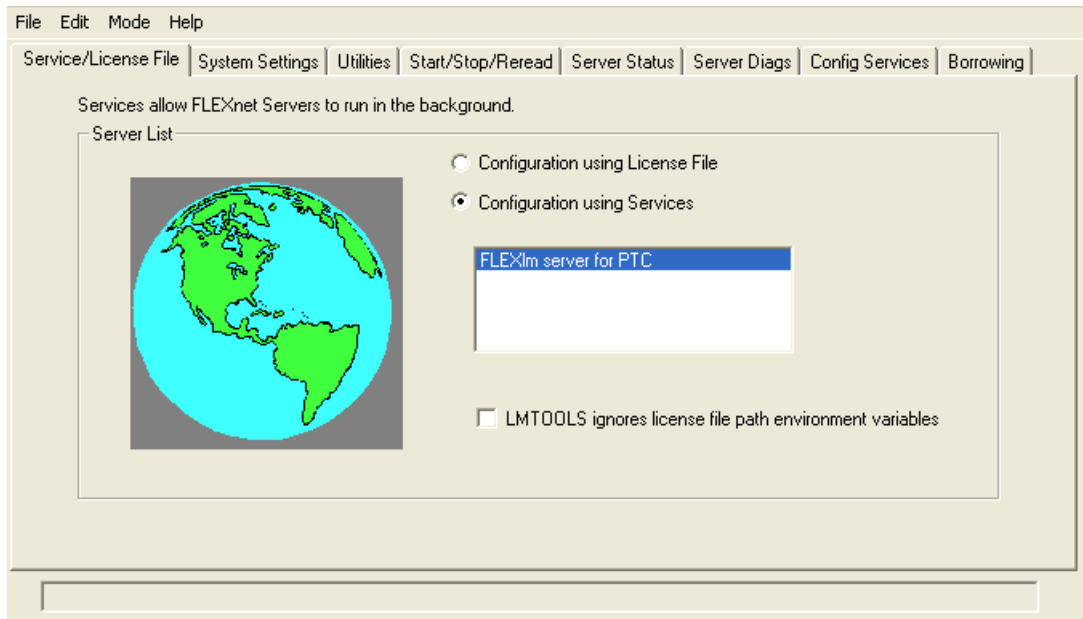 File Edit Mode Help
Service/License File System Settings Utilities Start/Stop/Reread Server Status Server Diags Config Services Borrowing
Services allow FLEXnet Servers to run in the background.
Server List
Configuration using License File
Configuration using Services
FLEXlm server for PTC
LMTOOLS ignores license file path environment variables